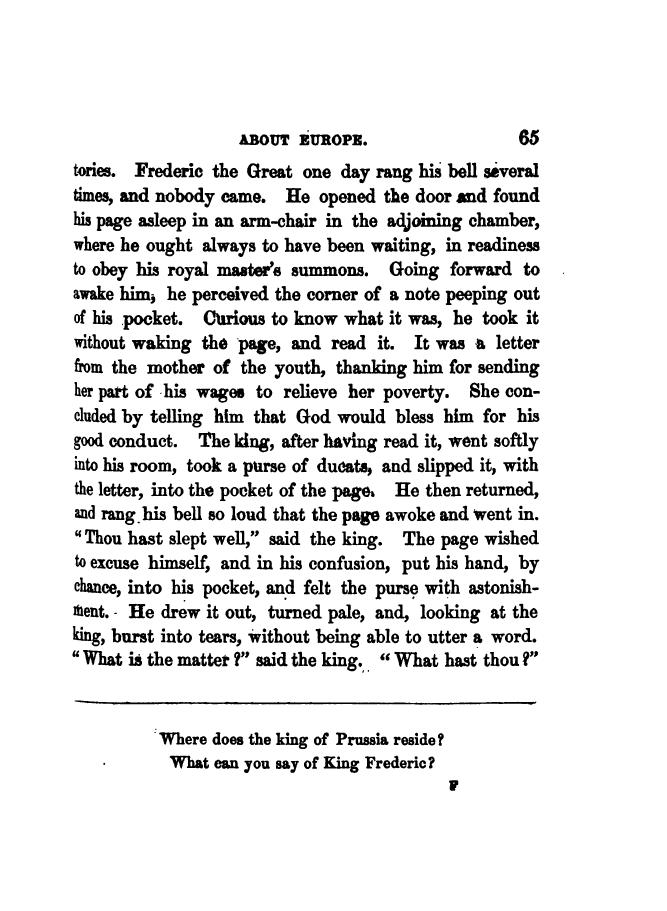 ABOUT EUROPE. 65
tories. Frederic the Great one day rang his bell several
times, and nobody came. He opened the door and found
his page asleep in an arm-chair in the adjoining chamber,
where he ought always to have been waiting, in readiness
to obey his royal master's summons. Going forward to
awake him, he perceived the corner of a note peeping out
of his pocket. Curious to know what it was, he took it
without waking the page, and read it. It was a letter
from the mother of the youth, thanking him for sending
her part of his wages to relieve her poverty. She con-
cluded by telling him that God would bless him for his
good conduct. The king, after having read it, went softly
into his room, took a purse of ducats, and slipped it, with
the letter, into the pocket of the page. He then returned,
and rang his bell so loud that the page awoke and went in.
"Thou hast slept well," said the king. The page wished
to excuse himself, and in his confusion, put his hand, by
chance, into his pocket, and felt the purse with astonish-
ment. He drew it out, turned pale, and, looking at the
king, burst into tears, without being able to utter a word.
"What is the matter?" said the king. "What hast thou?"
Where does the king of Prussia reside?
What can you say of King Frederic?
F